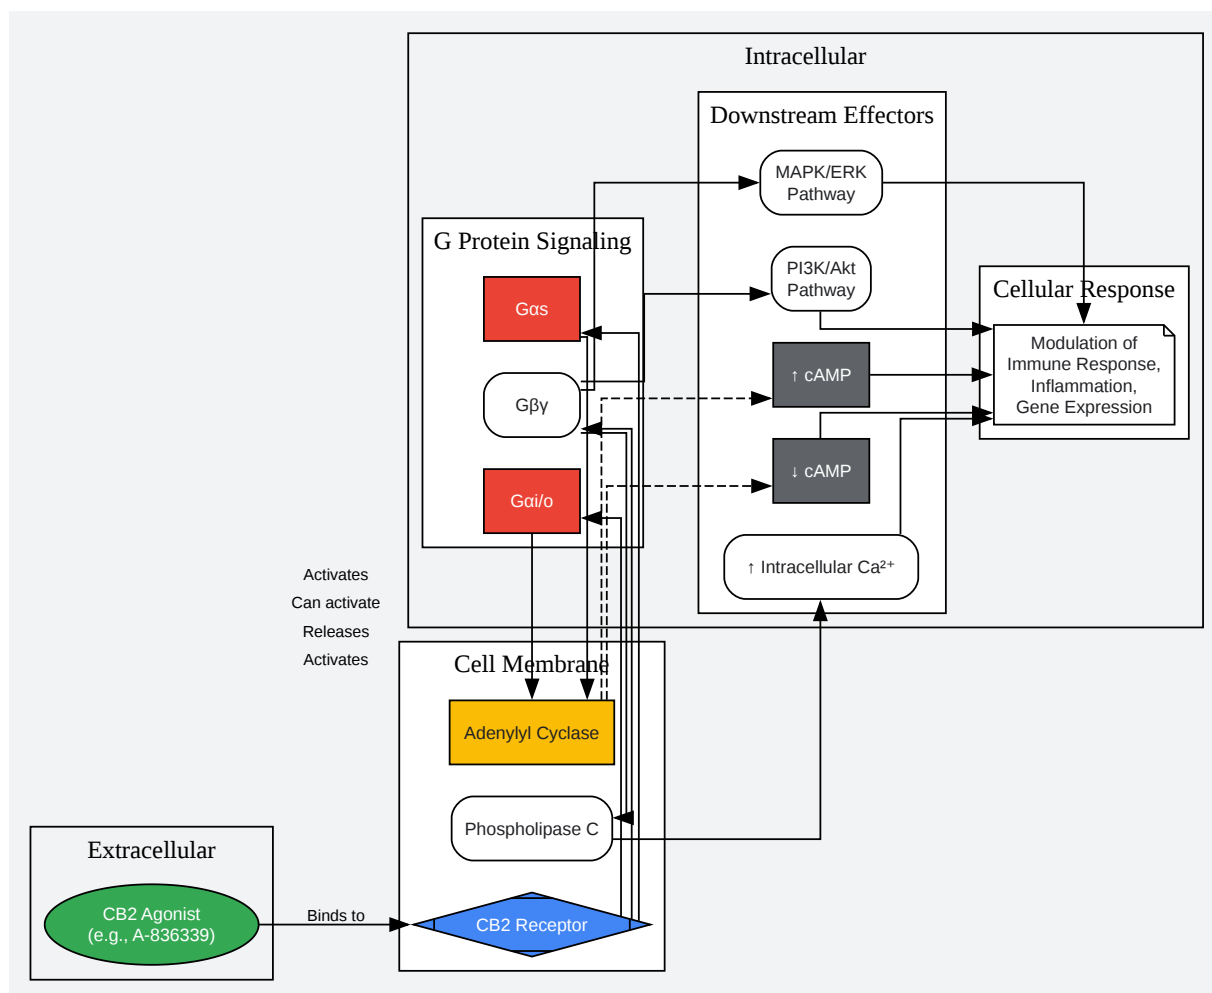 Intracellular
Downstream Effectors
MAPK/ERK
Pathway
G Protein Signaling
PI3K/Akt
Pathway
Cellular Response
Gαs
Modulation of
Immune Response,
Inflammation,
Gene Expression
↑ cAMP
Gβγ
↓ cAMP
Gαi/o
↑ Intracellular Ca²⁺
Activates
Can activate
Releases
Activates
Cell Membrane
Adenylyl Cyclase
Phospholipase C
Extracellular
CB2 Agonist
(e.g., A-836339)
Binds to
CB2 Receptor